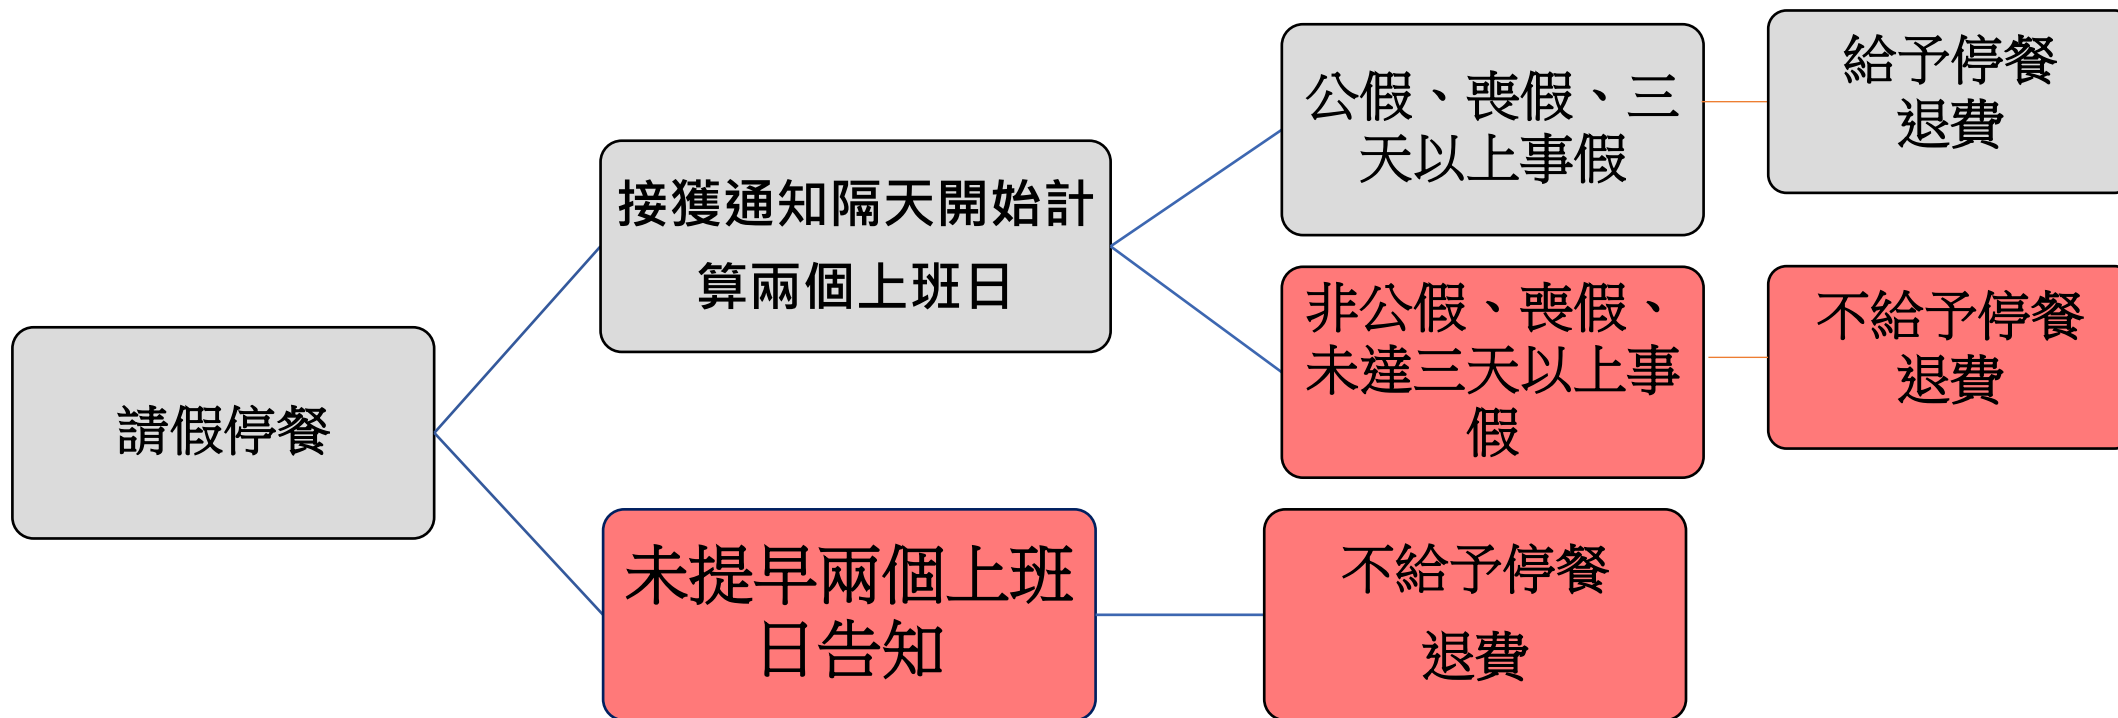 請假停餐
接獲通知隔天開始計
算兩個上班日
公假、喪假、三
天以上事假
給予停餐
退費
非公假、喪假、
未達三天以上事
假
不給予停餐
退費
未提早兩個上班
日告知
不給予停餐
退費